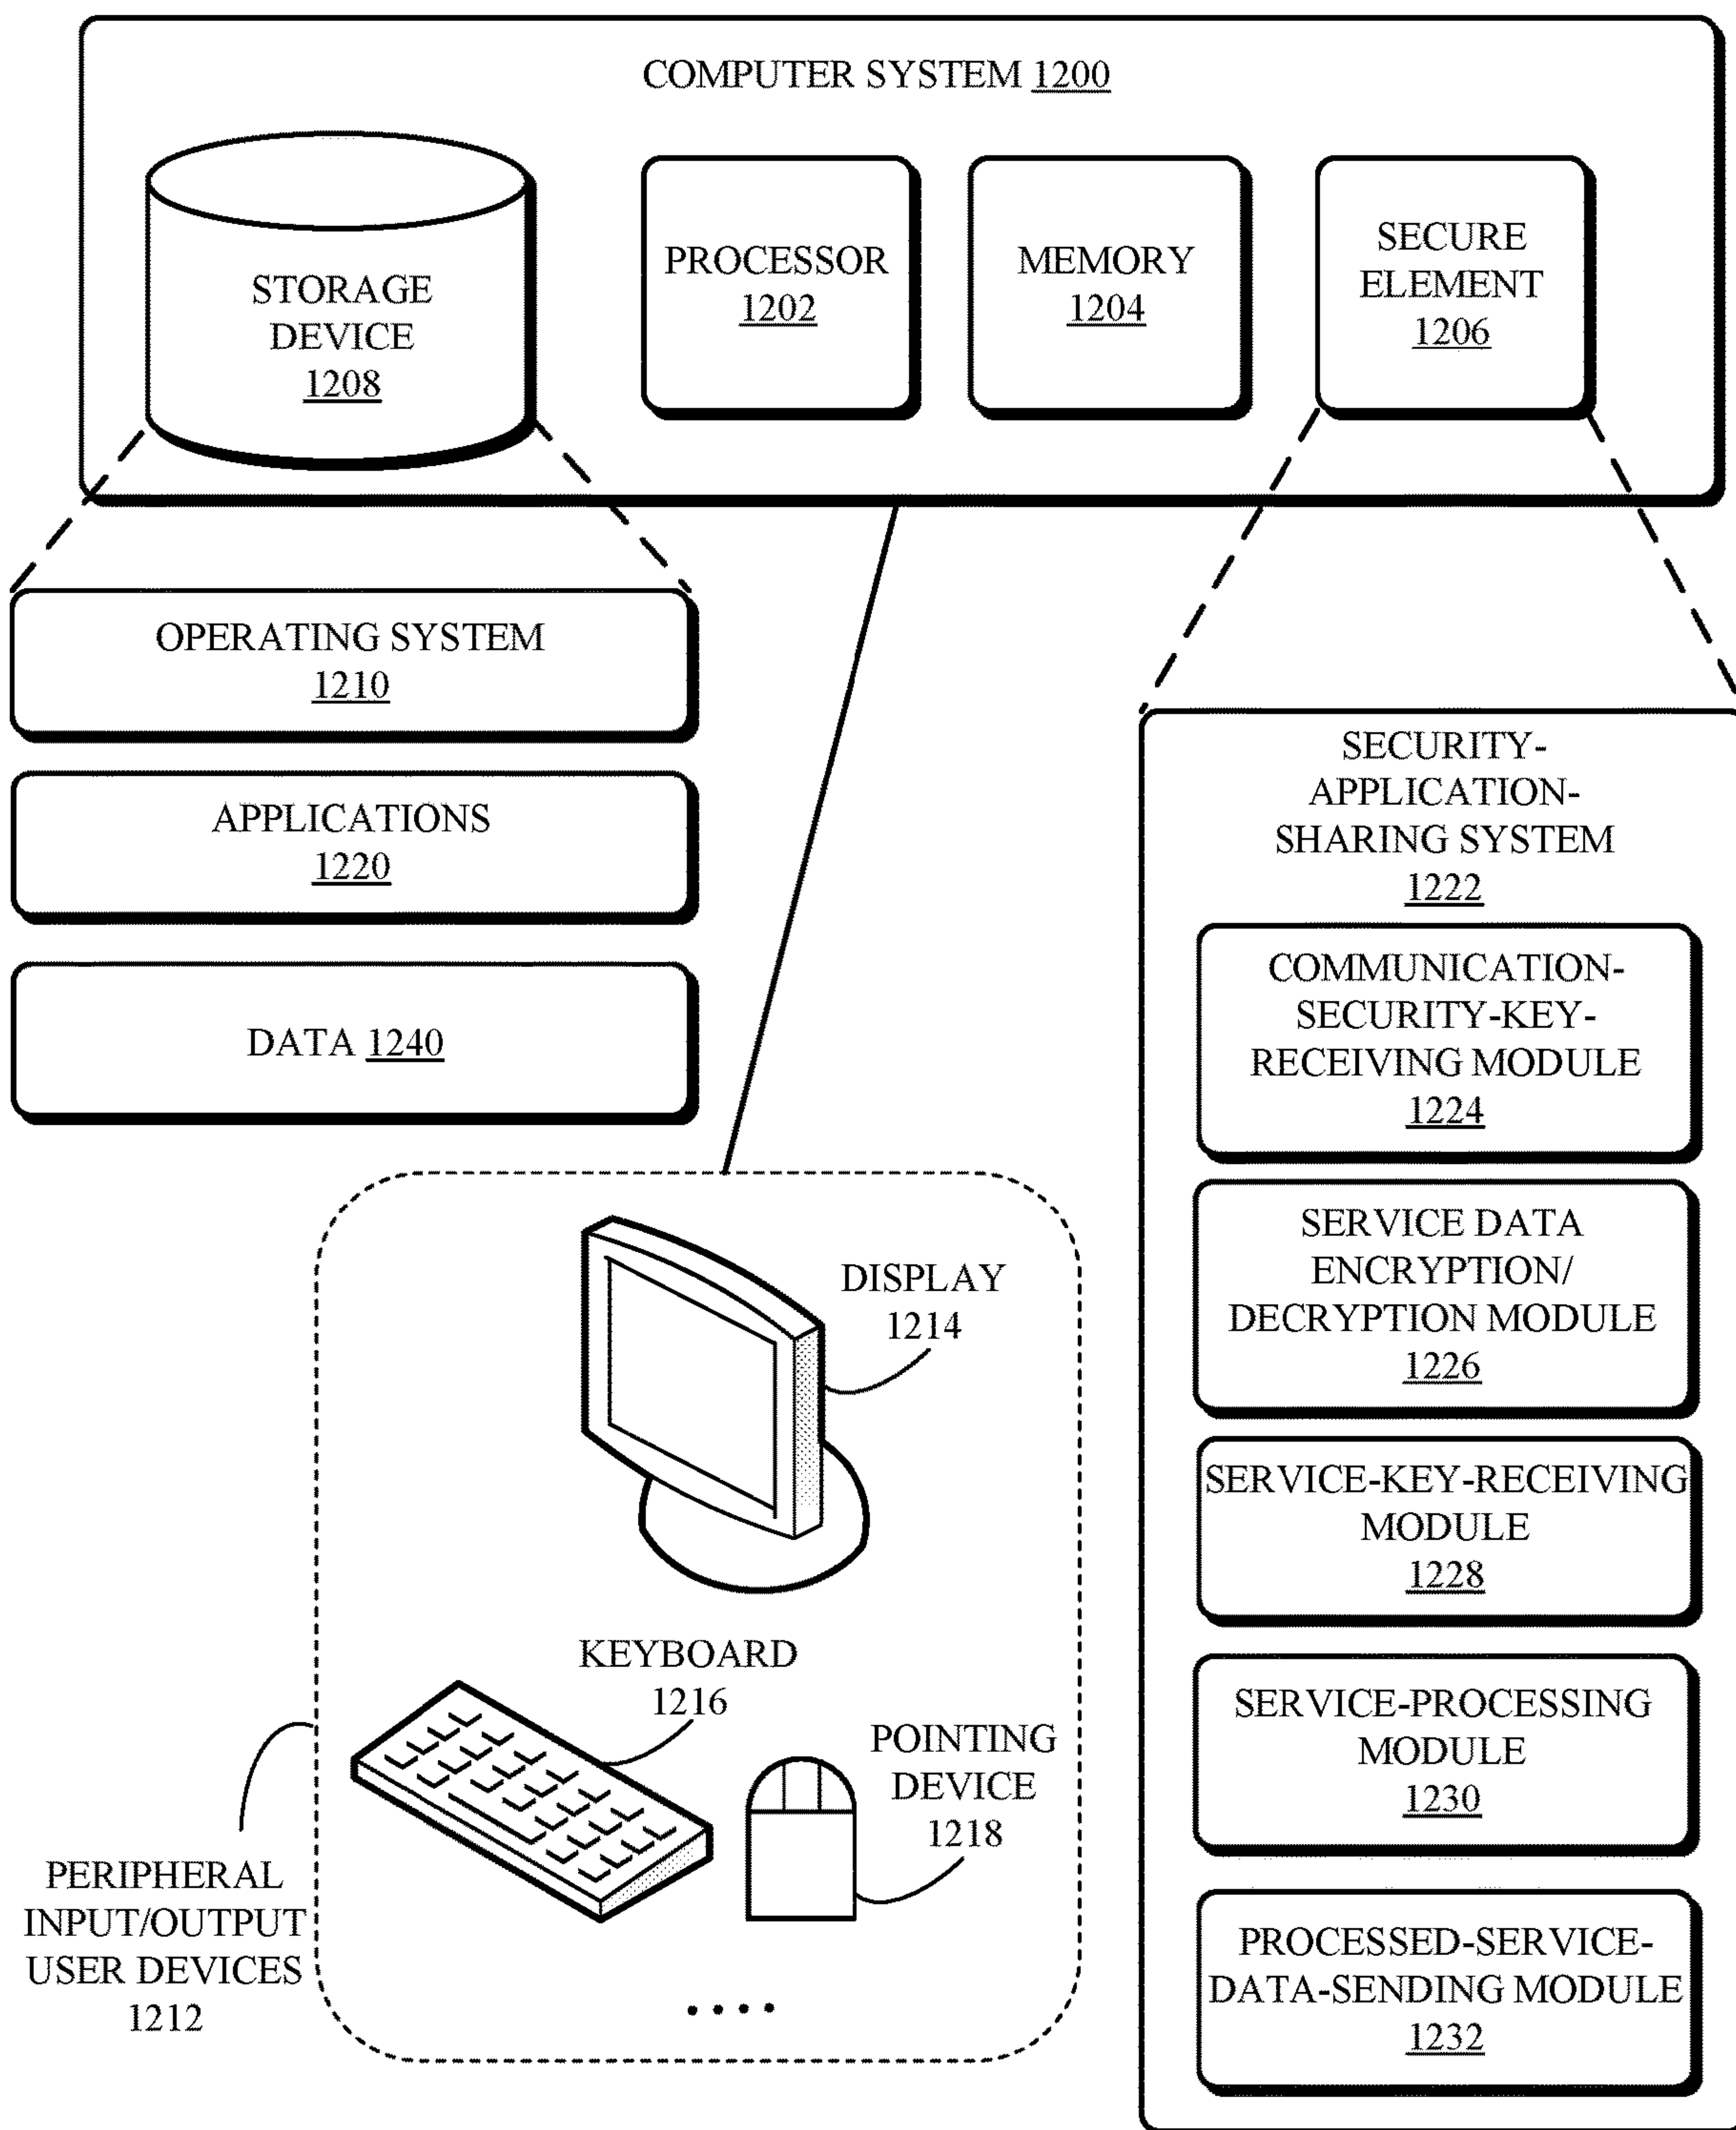 COMPUTER SYSTEM 1200
STORAGE
DEVICE
1208
PROCESSOR
1202
MEMORY
1204
SECURE
ELEMENT
1206
OPERATING SYSTEM
1210
APPLICATIONS
1220
DATA 1240
SECURITY-
APPLICATION-
SHARING SYSTEM
1222
COMMUNICATION-
SECURITY-KEY-
RECEIVING MODULE
1224
SERVICE DATA
ENCRYPTION/
DECRYPTION MODULE
1226
SERVICE-KEY-RECEIVING
MODULE
1228
SERVICE-PROCESSING
MODULE
1230
PROCESSED-SERVICE-
DATA-SENDING MODULE
1232
DISPLAY
1214
KEYBOARD
1216
POINTING
DEVICE
1218
PERIPHERAL
INPUT/OUTPUT
USER DEVICES
1212